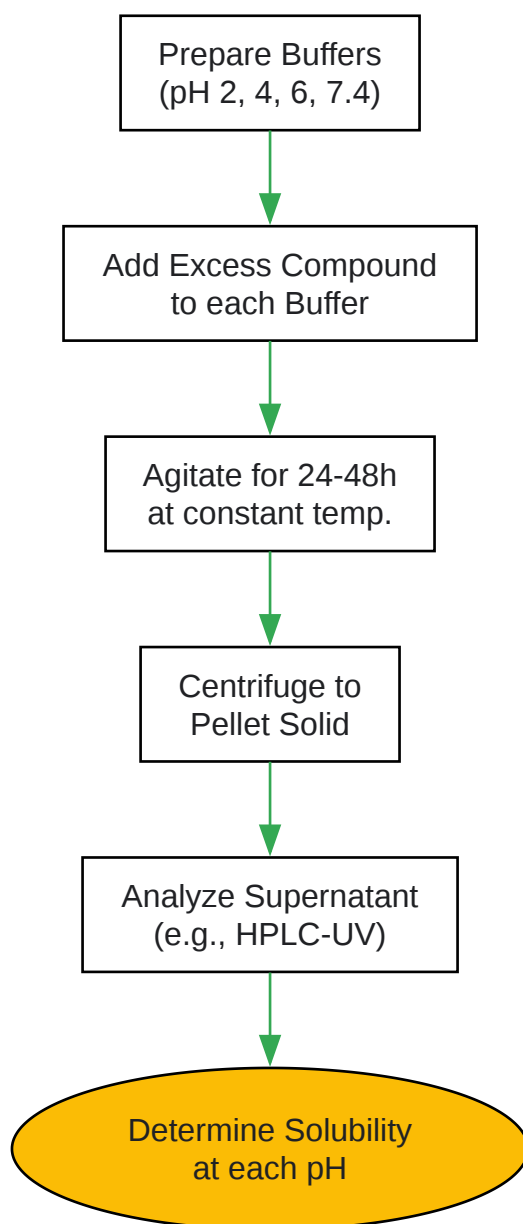 Prepare Buffers
(pH 2, 4, 6, 7.4)
Add Excess Compound
to each Buffer
Agitate for 24-48h
at constant temp.
Centrifuge to
Pellet Solid
Analyze Supernatant
(e.g., HPLC-UV)
Determine Solubility
at each pH